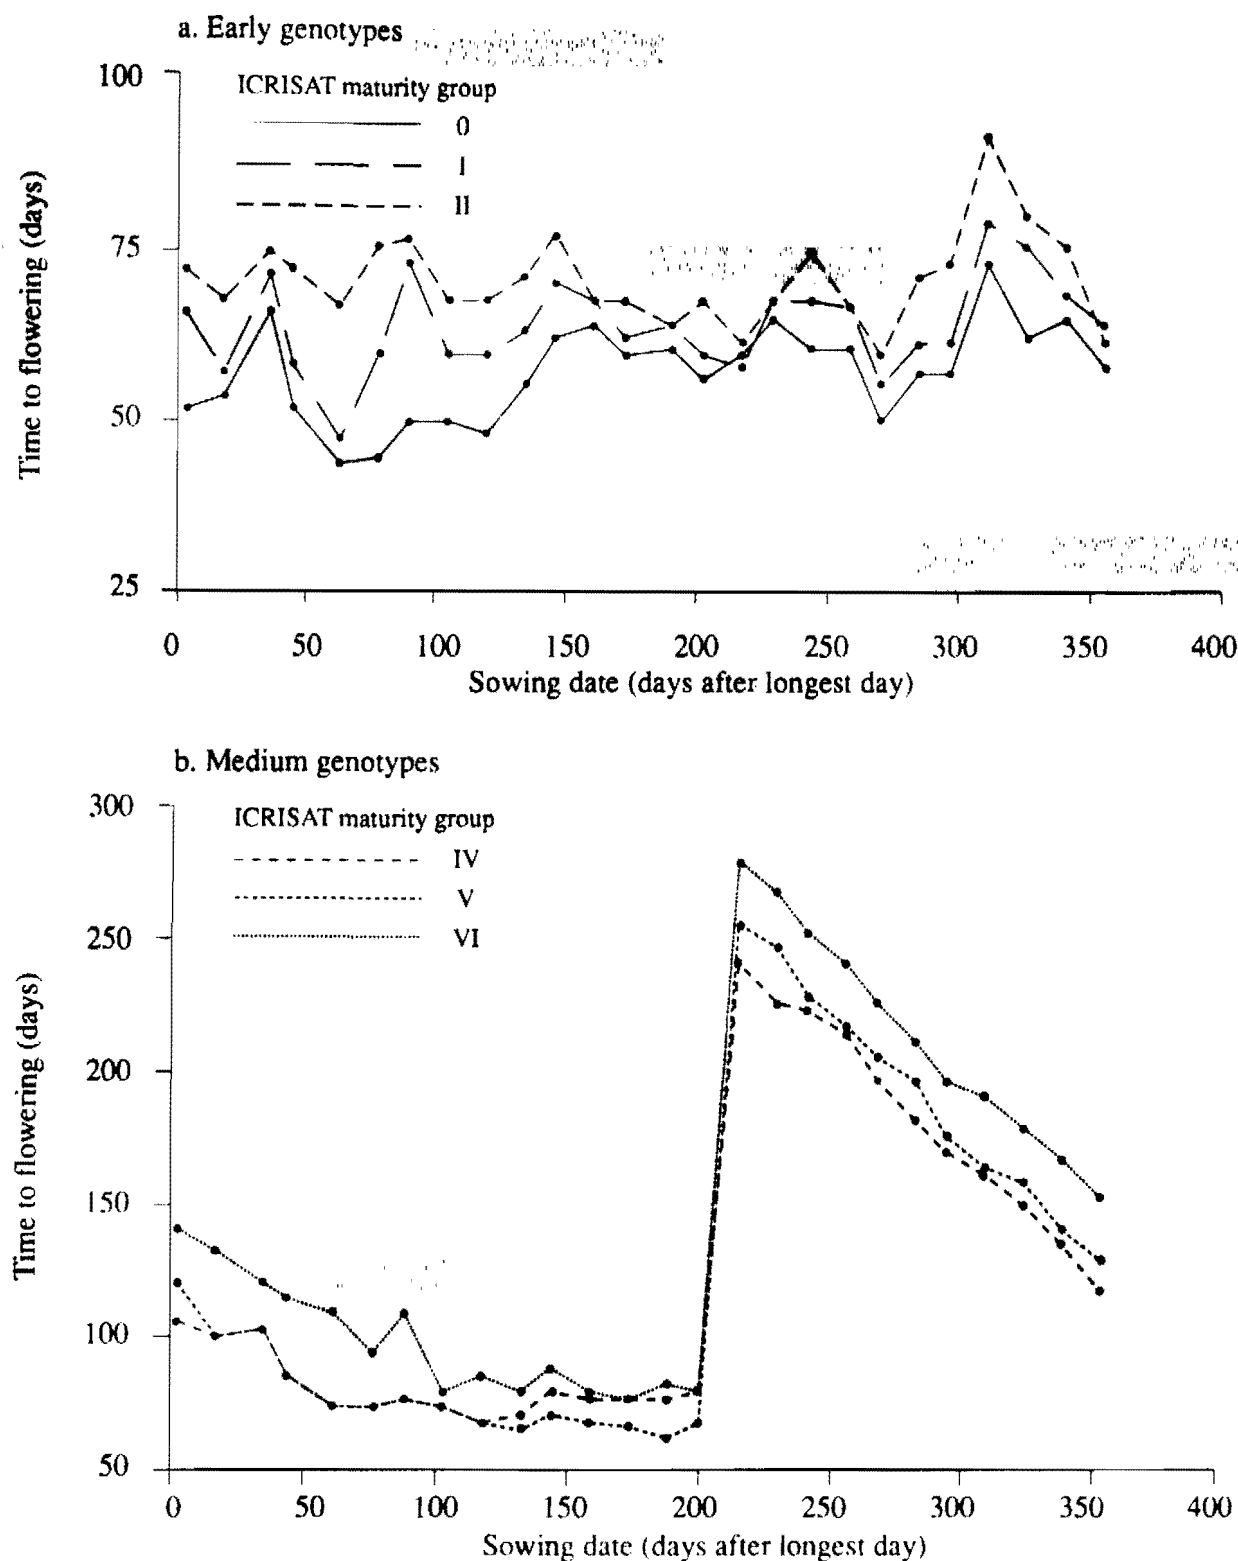 a. Early genotypes
100
75
50
25
Time to flowering (days)
ICRISAT maturity group
0
I
II
0 50 100 150 200 250 300 350 400
Sowing date (days after longest day)
b. Medium genotypes
300
250
200
150
100
50
Time to flowering (days)
ICRISAT maturity group
IV
V
VI
0 50 100 150 200 250 300 350 400
Sowing date (days after longest day)